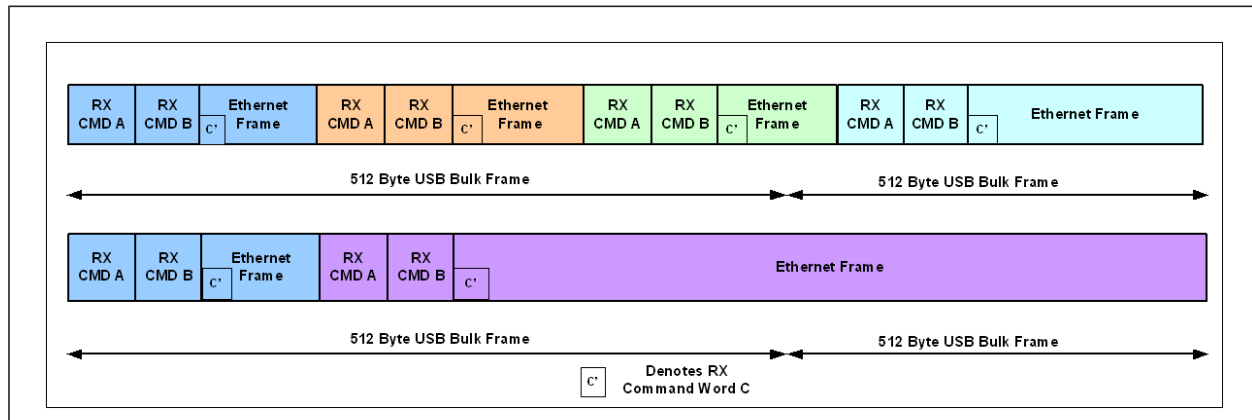 RX CMD A RX CMD B C' Ethernet Frame RX CMD A RX CMD B C' Ethernet Frame RX CMD A RX CMD B C' Ethernet Frame RX CMD A RX CMD B C' Ethernet Frame
512 Byte USB Bulk Frame 512 Byte USB Bulk Frame
RX CMD A RX CMD B C' Ethernet Frame RX CMD A RX CMD B C' Ethernet Frame
512 Byte USB Bulk Frame 512 Byte USB Bulk Frame
C' Denotes RX
Command Word C